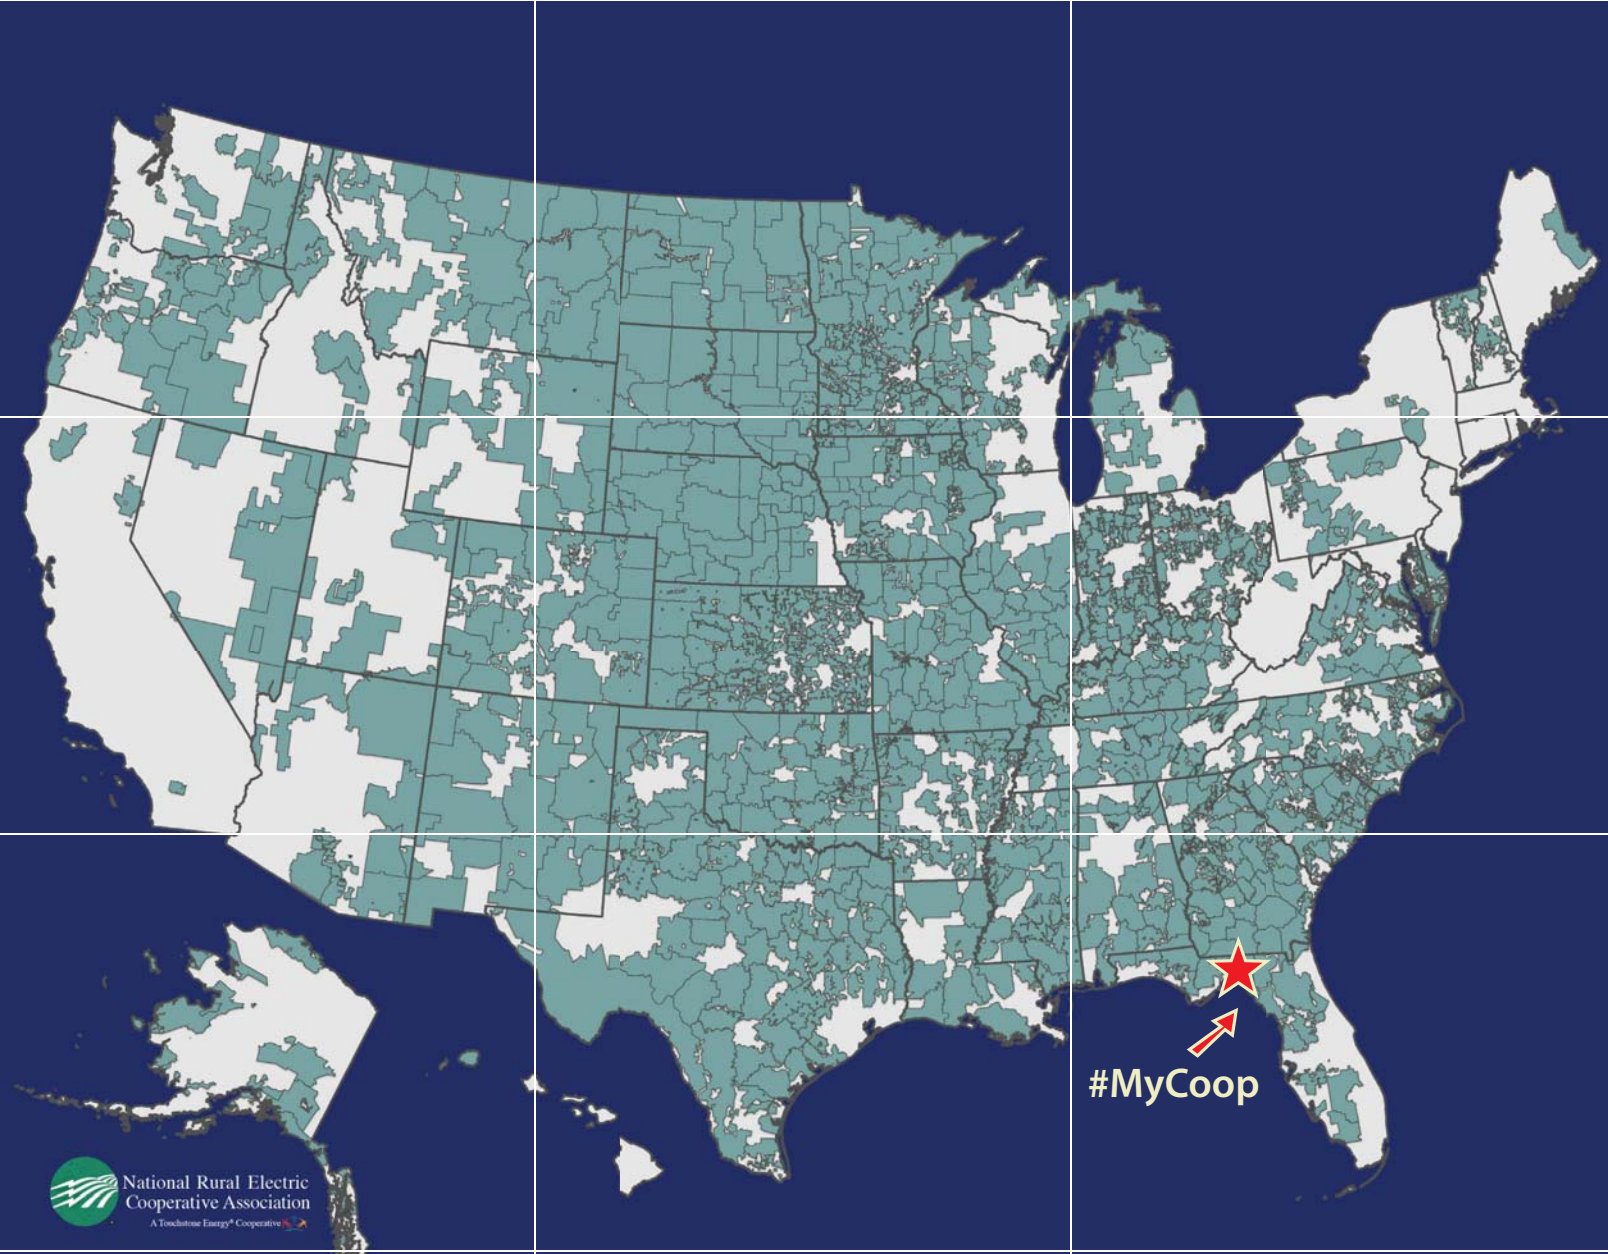 #MyCoop
National Rural Electric
Cooperative Association
A Touchstone Energy® Cooperative